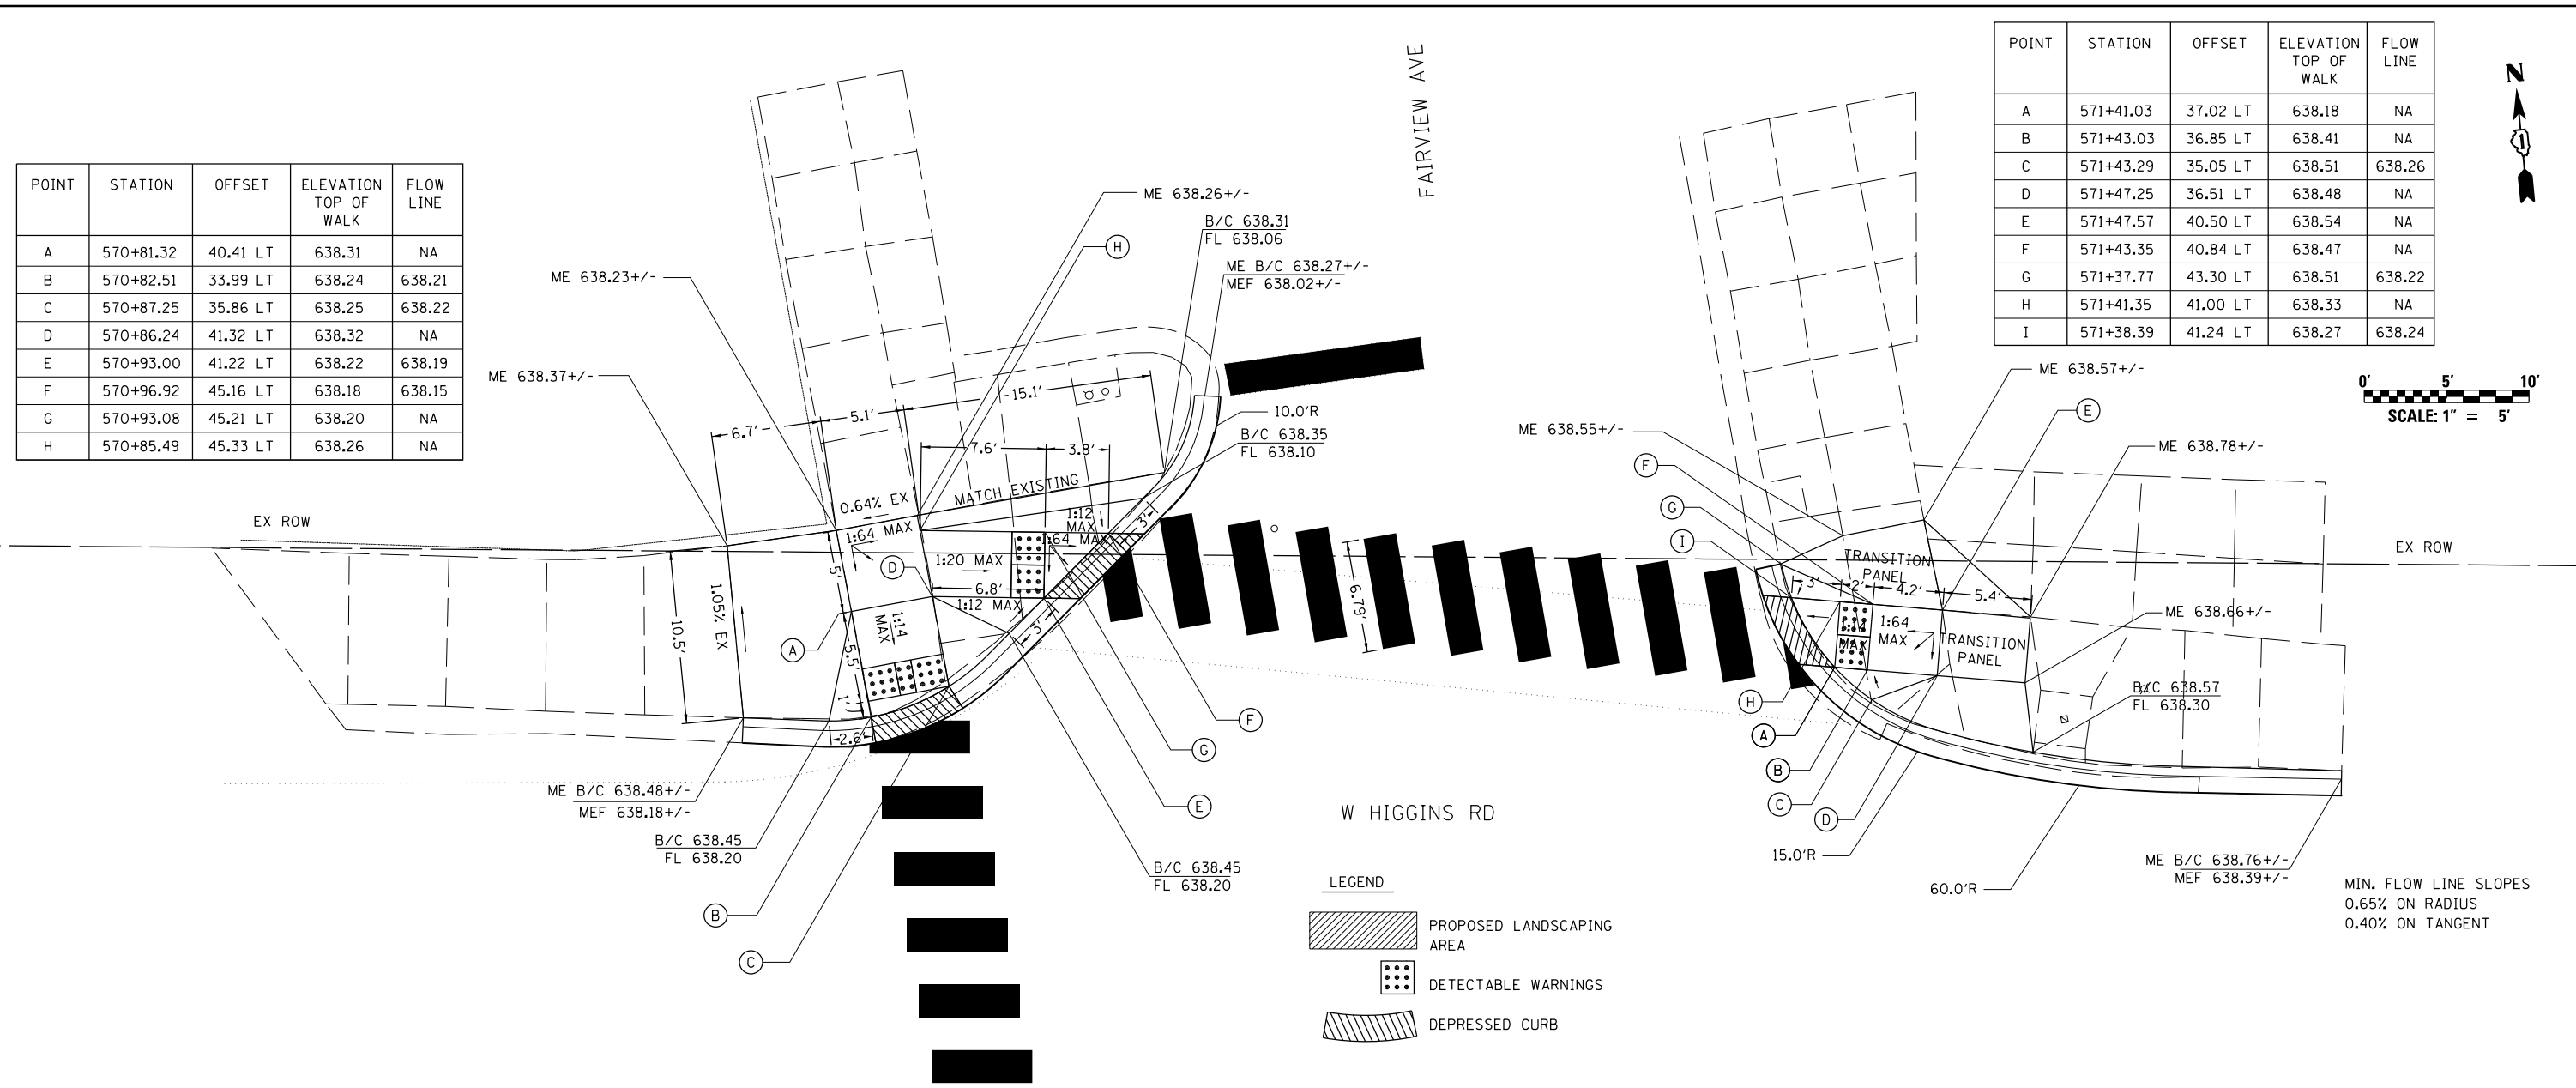 POINT STATION OFFSET ELEVATION TOP OF WALK FLOW LINE
A 570+81.32 40.41 LT 638.31 NA
B 570+82.51 33.99 LT 638.24 638.21
C 570+87.25 35.86 LT 638.25 638.22
D 570+86.24 41.32 LT 638.32 NA
E 570+93.00 41.22 LT 638.22 638.19
F 570+96.92 45.16 LT 638.18 638.15
G 570+93.08 45.21 LT 638.20 NA
H 570+85.49 45.33 LT 638.26 NA
POINT STATION OFFSET ELEVATION TOP OF WALK FLOW LINE
A 571+41.03 37.02 LT 638.18 NA
B 571+43.03 36.85 LT 638.41 NA
C 571+43.29 35.05 LT 638.51 638.26
D 571+47.25 36.51 LT 638.48 NA
E 571+47.57 40.50 LT 638.54 NA
F 571+43.35 40.84 LT 638.47 NA
G 571+37.77 43.30 LT 638.51 638.22
H 571+41.35 41.00 LT 638.33 NA
I 571+38.39 41.24 LT 638.27 638.24
N
1
0' 5' 10'
SCALE: 1" = 5'
FAIRVIEW AVE
ME 638.26+/-
H
B/C 638.31
FL 638.06
ME B/C 638.27+/-
MEF 638.02+/-
ME 638.23+/-
ME 638.37+/-
10.0'R
B/C 638.35
FL 638.10
6.7'
5.1'
15.1'
7.6'
3.8'
0.64% EX
MATCH EXISTING
1:64 MAX
1:12
MAX
3'
EX ROW
1:64 MAX
1:20 MAX
D
5'
6.8'
1:12 MAX
1.05% EX
10.5'
1:14
MAX
A
5.5'
3'
1'
2.6'
F
G
E
ME B/C 638.48+/-
MEF 638.18+/-
B/C 638.45
FL 638.20
B
C
B/C 638.45
FL 638.20
6.79'
W HIGGINS RD
ME 638.57+/-
E
ME 638.55+/-
ME 638.78+/-
F
G
I
EX ROW
TRANSITION
PANEL
3'
2'
4.2'
5.4'
ME 638.66+/-
1:64
MAX
MAX
TRANSITION
PANEL
B/C 638.57
FL 638.30
H
A
B
C
D
15.0'R
60.0'R
ME B/C 638.76+/-
MEF 638.39+/-
MIN. FLOW LINE SLOPES
0.65% ON RADIUS
0.40% ON TANGENT
LEGEND
PROPOSED LANDSCAPING
AREA
DETECTABLE WARNINGS
DEPRESSED CURB